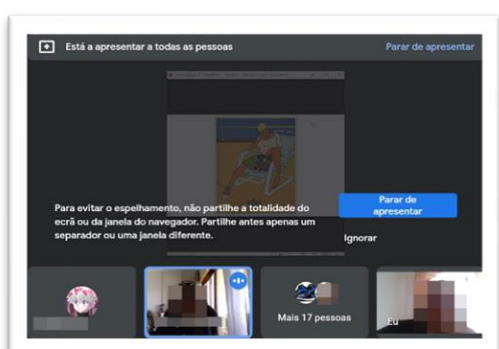 Está a apresentar a todas as pessoas
Parar de apresentar
Para evitar o espelhamento, não partilhe a totalidade do
ecrã ou da janela do navegador. Partilhe antes apenas um
separador ou uma janela diferente.
Parar de
apresentar
Ignorar
Mais 17 pessoas
Eu